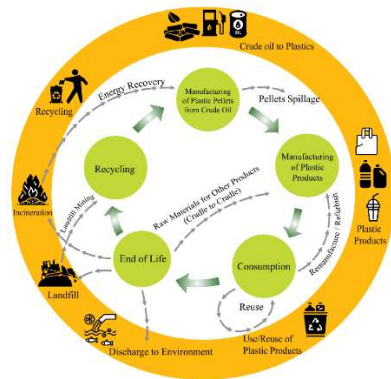 Crude oil to Plastics
OIL
Recycling
Energy Recovery
Manufacturing
of Plastic Pellets
from Crude Oil
Pellets Spillage
Recycling
Manufacturing
of Plastic
Products
Plastic
Products
Incineration
Landfill Mining
Raw Materials for Other Products
(Cradle to Cradle)
Remanufacture / Refurbish
Landfill
End of Life
Consumption
Reuse
Discharge to Environment
Use/Reuse of
Plastic Products